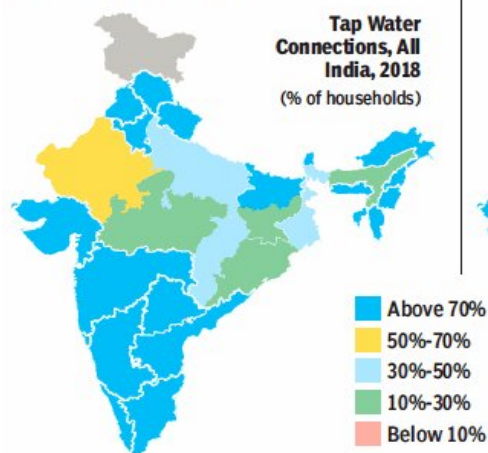 Tap Water
Connections, All
India, 2018
(% of households)
Above 70%
50%-70%
30%-50%
10%-30%
Below 10%